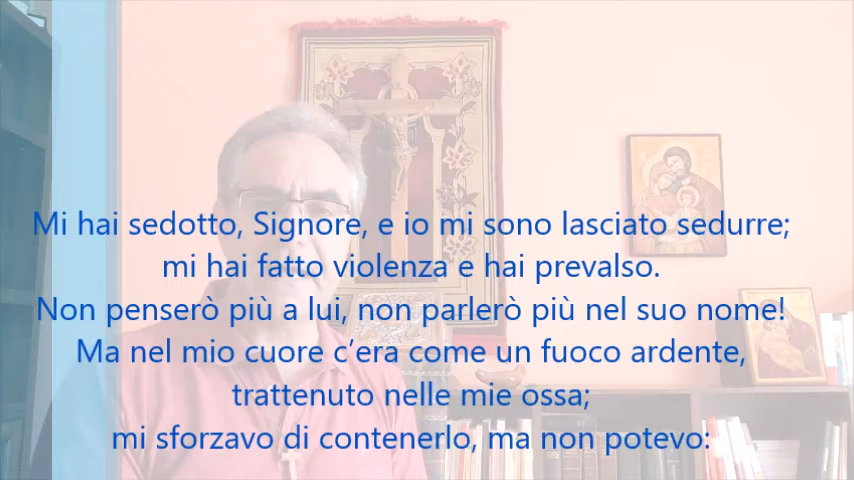 Mi hai sedotto, Signore, e io mi sono lasciato sedurre;
mi hai fatto violenza e hai prevalso.
Non penserò più a lui, non parlerò più nel suo nome!
Ma nel mio cuore c’era come un fuoco ardente,
trattenuto nelle mie ossa;
mi sforzavo di contenerlo, ma non potevo: